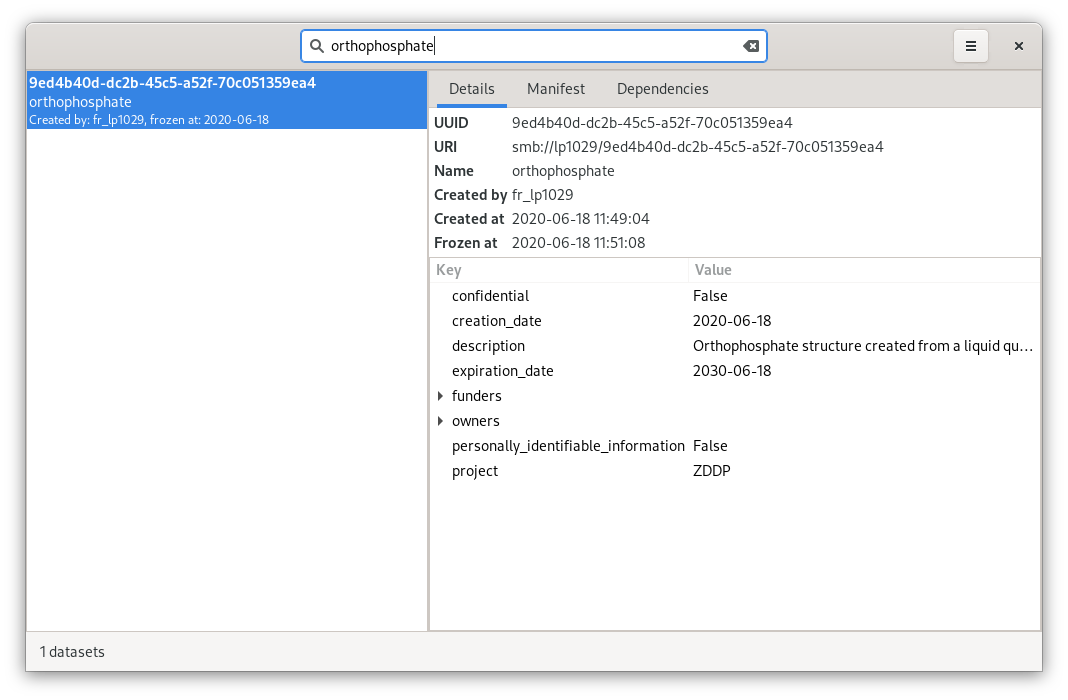 orthophosphate
9ed4b40d-dc2b-45c5-a52f-70c051359ea4
orthophosphate
Created by: fr_lp1029, frozen at: 2020-06-18
Details Manifest Dependencies
UUID 9ed4b40d-dc2b-45c5-a52f-70c051359ea4
URI smb://lp1029/9ed4b40d-dc2b-45c5-a52f-70c051359ea4
Name orthophosphate
Created by fr_lp1029
Created at 2020-06-18 11:49:04
Frozen at 2020-06-18 11:51:08
Key Value
confidential False
creation_date 2020-06-18
description Orthophosphate structure created from a liquid qu…
expiration_date 2030-06-18
funders
owners
personally_identifiable_information False
project ZDDP
1 datasets